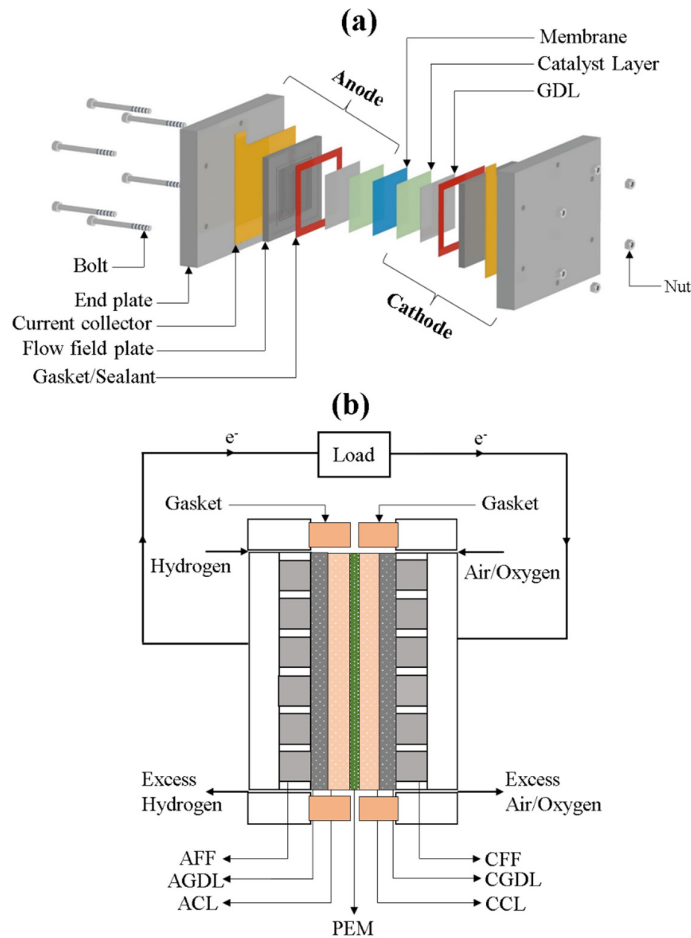 (a)
Membrane
Catalyst Layer
GDL
Anode
Cathode
Bolt
End plate
Current collector
Flow field plate
Gasket/Sealant
Nut
(b)
e-
Load
e-
Gasket
Gasket
Hydrogen
Air/Oxygen
Excess
Hydrogen
Excess
Air/Oxygen
AFF
AGDL
ACL
PEM
CFF
CGDL
CCL